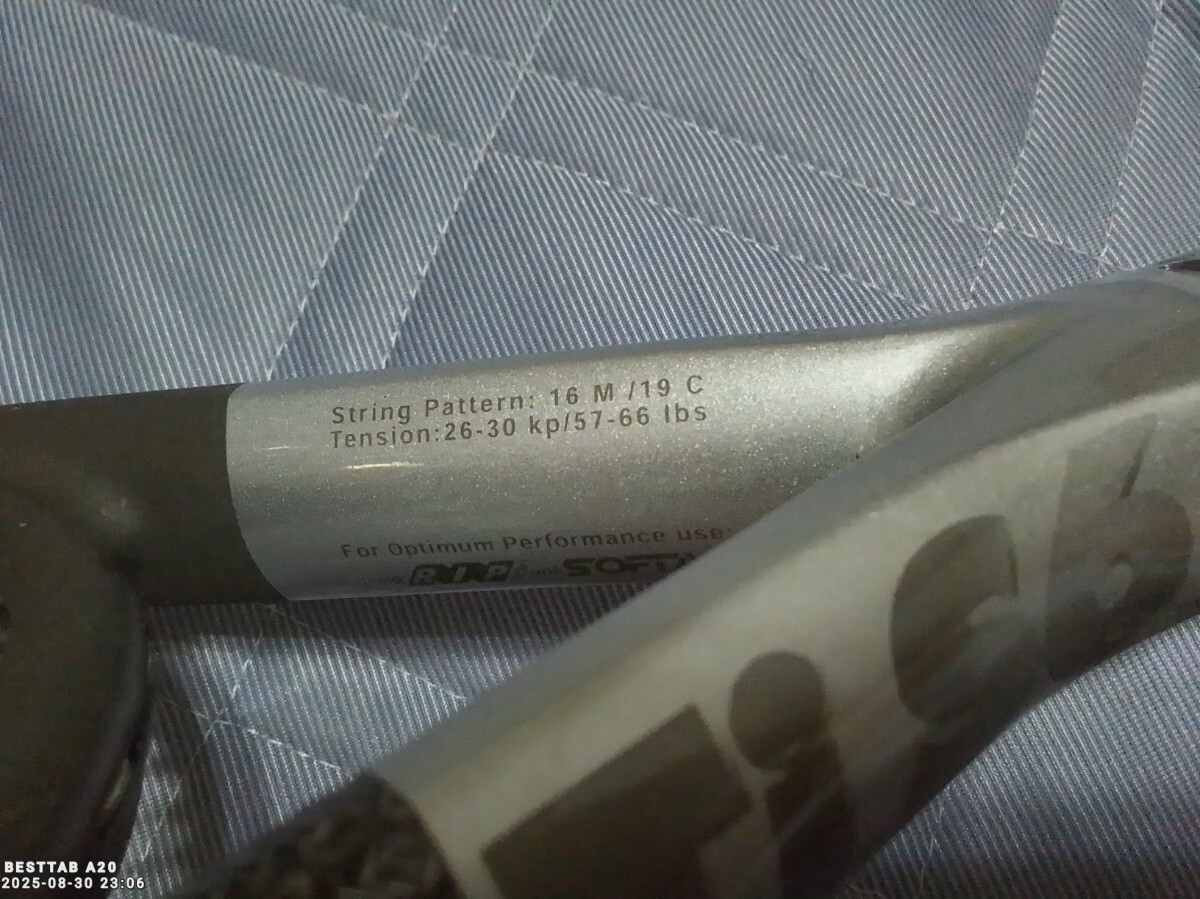 String Pattern: 16 M /19 C
Tension:26-30 kp/57-66 lbs
For Optimum Performance use:
RIP
BESTTAB A20
2025-08-30 23:06